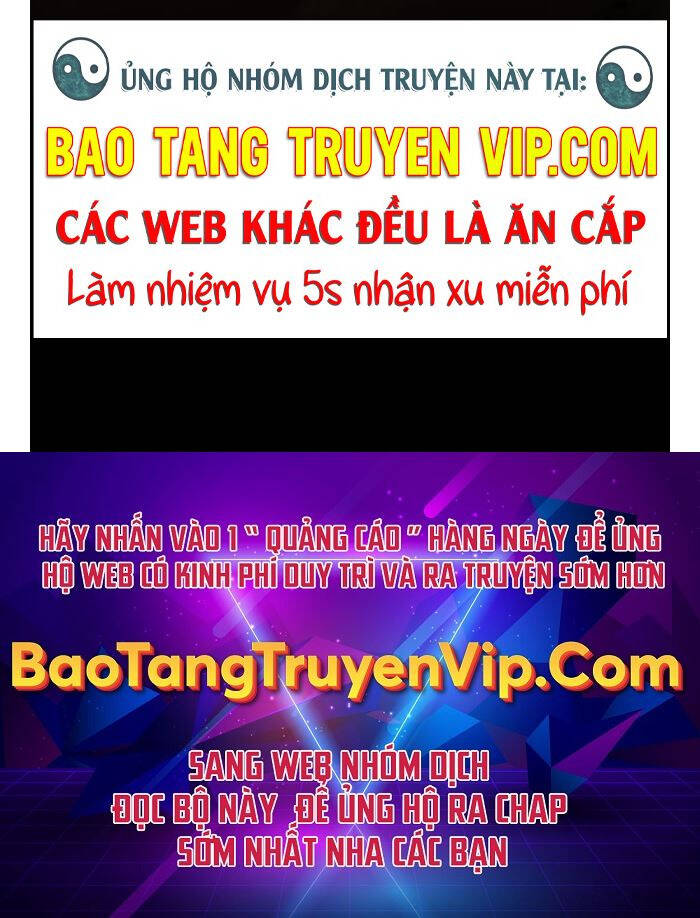 ỦNG HỘ NHÓM DỊCH TRUYỆN NÀY TẠI:
BAO TANG TRUYEN VIP.COM
CÁC WEB KHÁC ĐỀU LÀ ĂN CẮP
Làm nhiệm vụ 5s nhận xu miễn phí
HÃY NHẤN VÀO 1 " QUẢNG CÁO " HÀNG NGÀY ĐỂ ỦNG
HỘ WEB CÓ KINH PHÍ DUY TRÌ VÀ RA TRUYỆN SỚM HƠN
BaoTangTruyenVip.Com
SANG WEB NHÓM DỊCH
ĐỌC BỘ NÀY ĐỂ ỦNG HỘ RA CHAP
SỚM NHẤT NHA CÁC BẠN